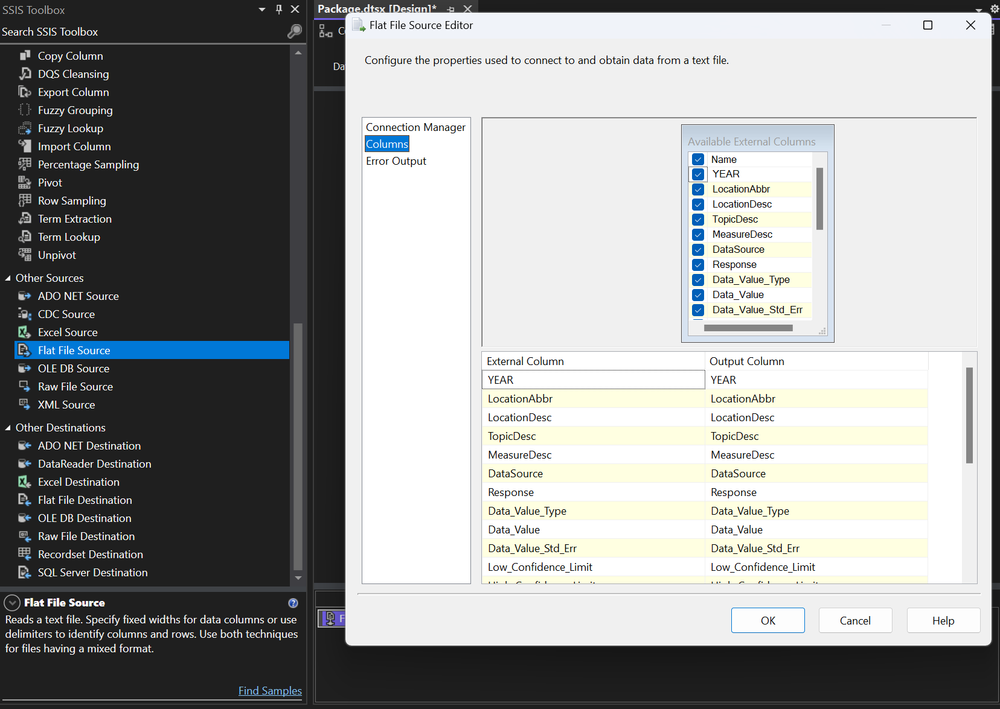 SSIS Toolbox
Search SSIS Toolbox
Copy Column
DQS Cleansing
Export Column
Fuzzy Grouping
Fuzzy Lookup
Import Column
Percentage Sampling
Pivot
Row Sampling
Term Extraction
Term Lookup
Unpivot
Other Sources
ADO NET Source
CDC Source
Excel Source
Flat File Source
OLE DB Source
Raw File Source
XML Source
Other Destinations
ADO NET Destination
DataReader Destination
Excel Destination
Flat File Destination
OLE DB Destination
Raw File Destination
Recordset Destination
SQL Server Destination
Flat File Source
Reads a text file. Specify fixed widths for data columns or use
delimiters to identify columns and rows. Use both techniques
for files having a mixed format.
Find Samples
Package.dtsx [Design]*
Flat File Source Editor
Configure the properties used to connect to and obtain data from a text file.
Connection Manager
Columns
Error Output
Available External Columns
Name
YEAR
LocationAbbr
LocationDesc
TopicDesc
MeasureDesc
DataSource
Response
Data_Value_Type
Data_Value
Data_Value_Std_Err
External Column Output Column
YEAR YEAR
LocationAbbr LocationAbbr
LocationDesc LocationDesc
TopicDesc TopicDesc
MeasureDesc MeasureDesc
DataSource DataSource
Response Response
Data_Value_Type Data_Value_Type
Data_Value Data_Value
Data_Value_Std_Err Data_Value_Std_Err
Low_Confidence_Limit Low_Confidence_Limit
OK Cancel Help